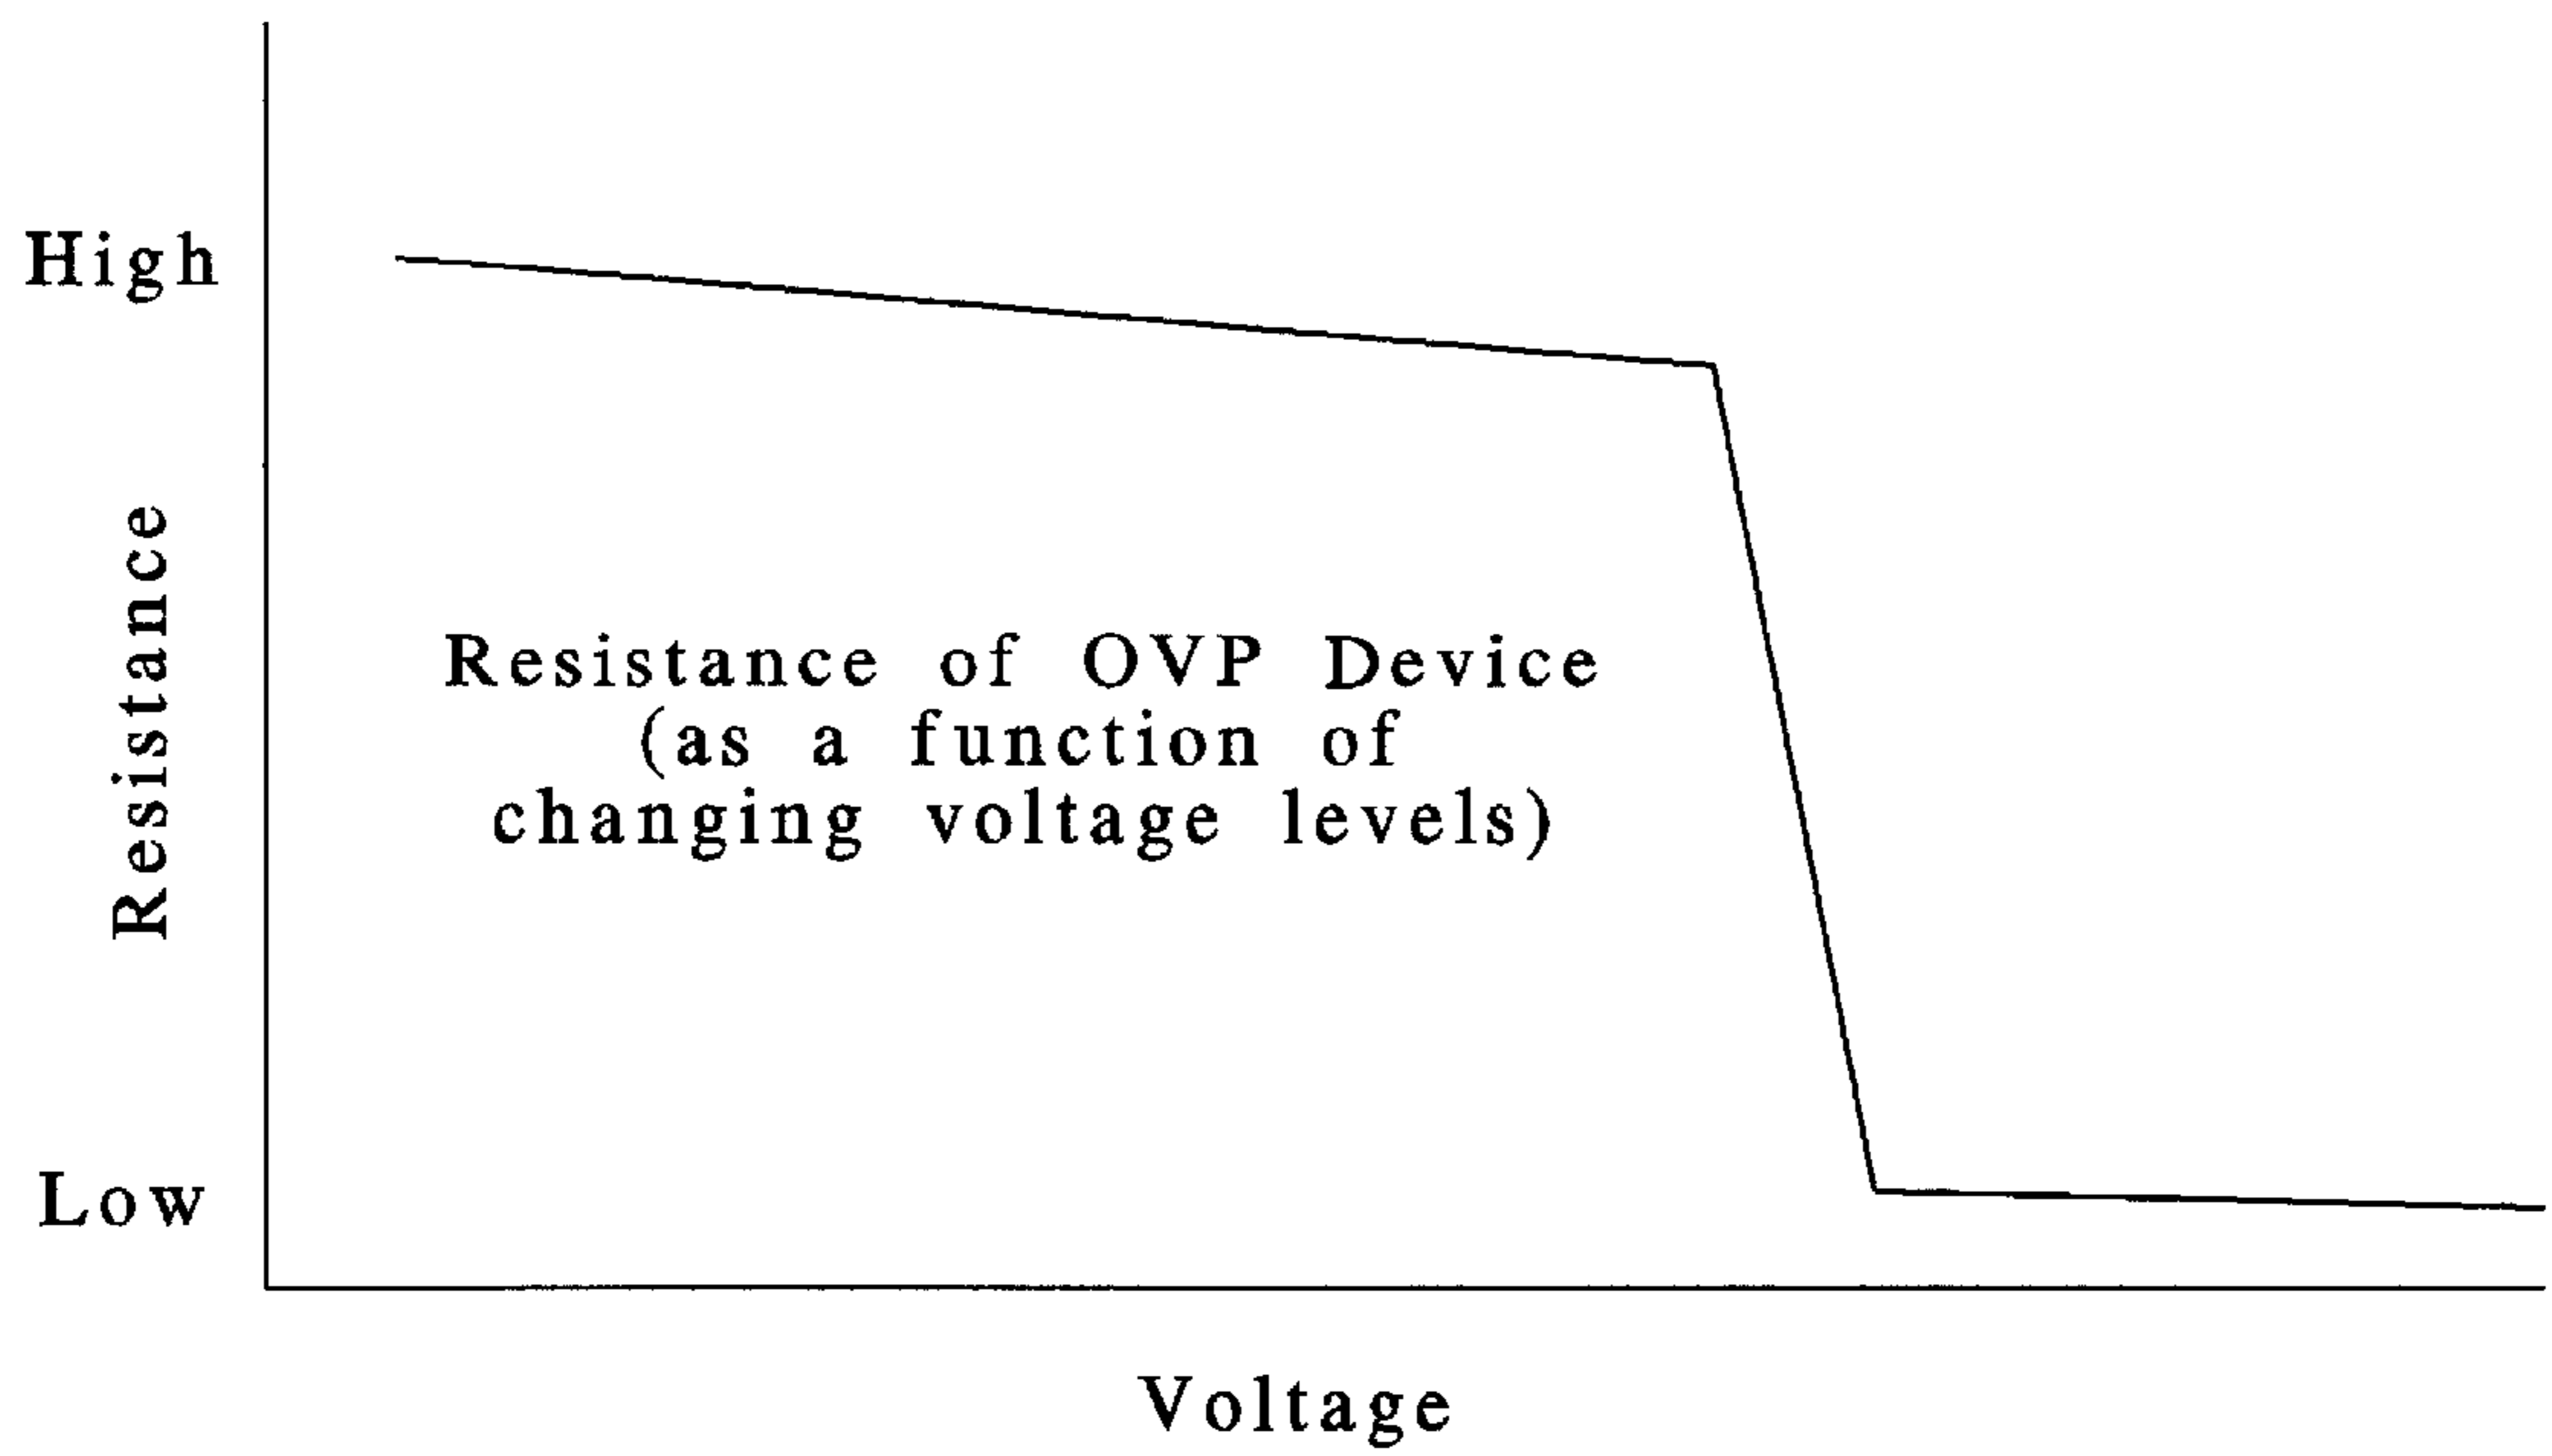 High
Resistance
Resistance of OVP Device
(as a function of
changing voltage levels)
Low
Voltage